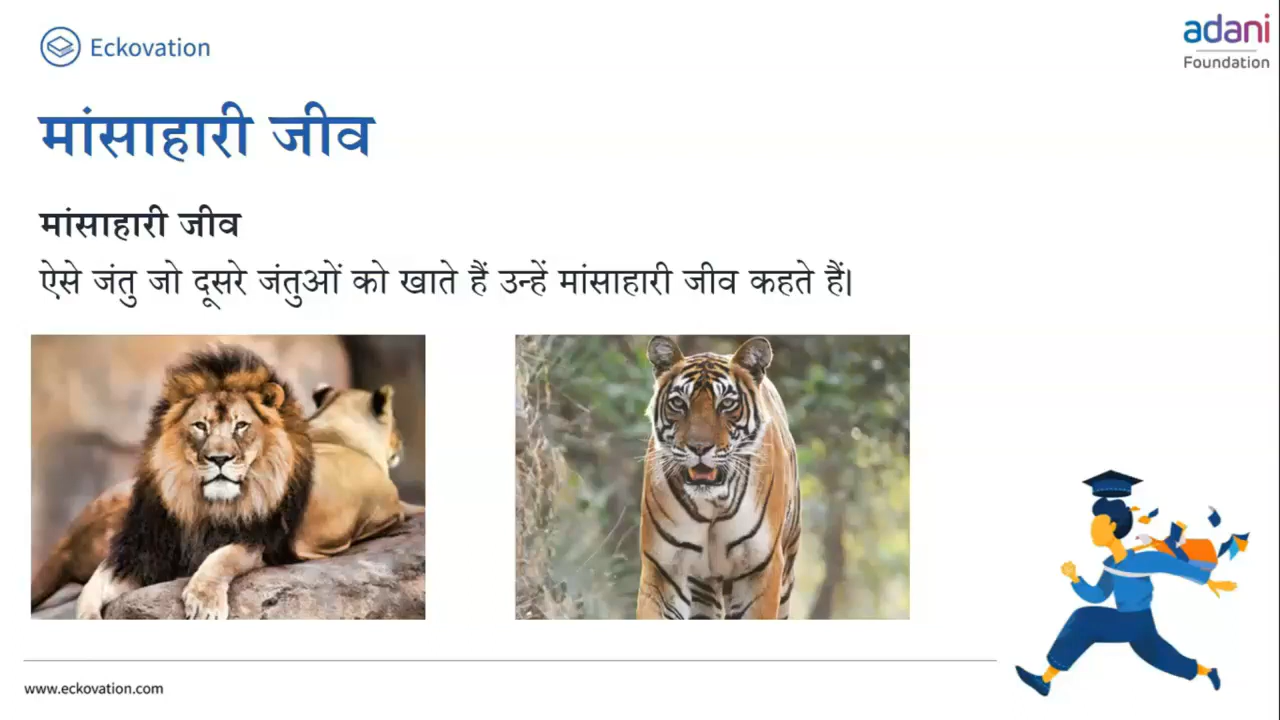 Eckovation
adani
Foundation
मांसाहारी जीव
मांसाहारी जीव
ऐसे जंतु जो दूसरे जंतुओं को खाते हैं उन्हें मांसाहारी जीव कहते हैं।
www.eckovation.com